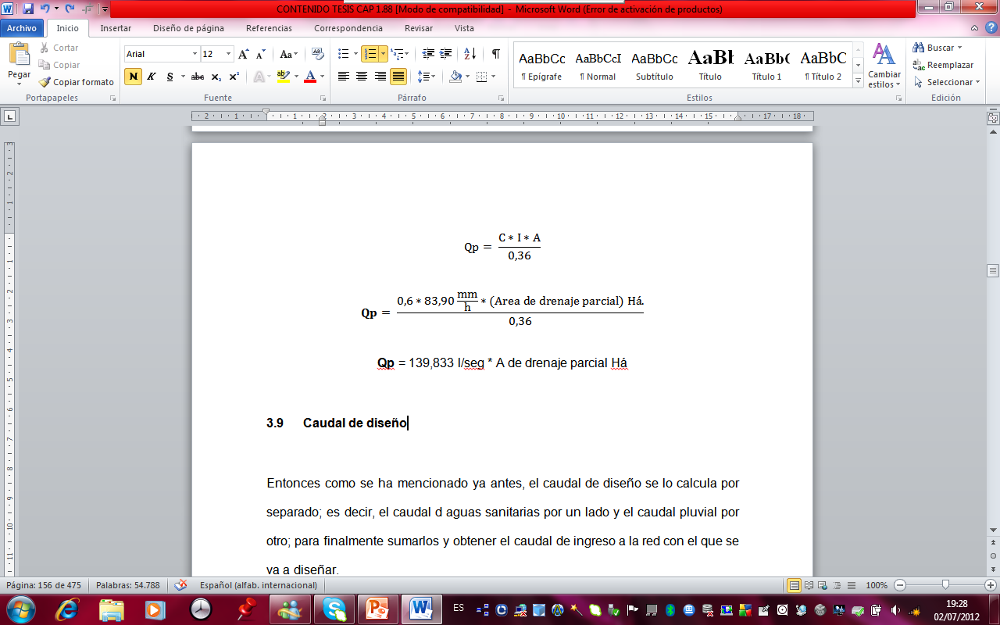 CONTENIDO TESIS CAP 1.88 [Modo de compatibilidad] - Microsoft Word (Error de activación de productos)
Archivo Inicio Insertar Diseño de página Referencias Correspondencia Revisar Vista
Pegar
Cortar
Copiar
Copiar formato
Portapapeles
Arial 12
N K S abc x₂ x²
Fuente
Párrafo
AaBbCc AaBbCcI AaBbCc AaBb AaBbC AaBbC
¶ Epígrafe ¶ Normal Subtítulo Título Título 1 ¶ Título 2
Estilos
Cambiar estilos
Buscar
Reemplazar
Seleccionar
Edición
Qp = (C ∗ I ∗ A) / 0,36
Qp = (0,6 ∗ 83,90 mm/h ∗ (Area de drenaje parcial) Há.) / 0,36
Qp = 139,833 l/seg * A de drenaje parcial Há
3.9 Caudal de diseño
Entonces como se ha mencionado ya antes, el caudal de diseño se lo calcula por
separado; es decir, el caudal d aguas sanitarias por un lado y el caudal pluvial por
otro; para finalmente sumarlos y obtener el caudal de ingreso a la red con el que se
va a diseñar.
Página: 156 de 475 Palabras: 54.788 Español (alfab. internacional) 100%
ES
19:28
02/07/2012